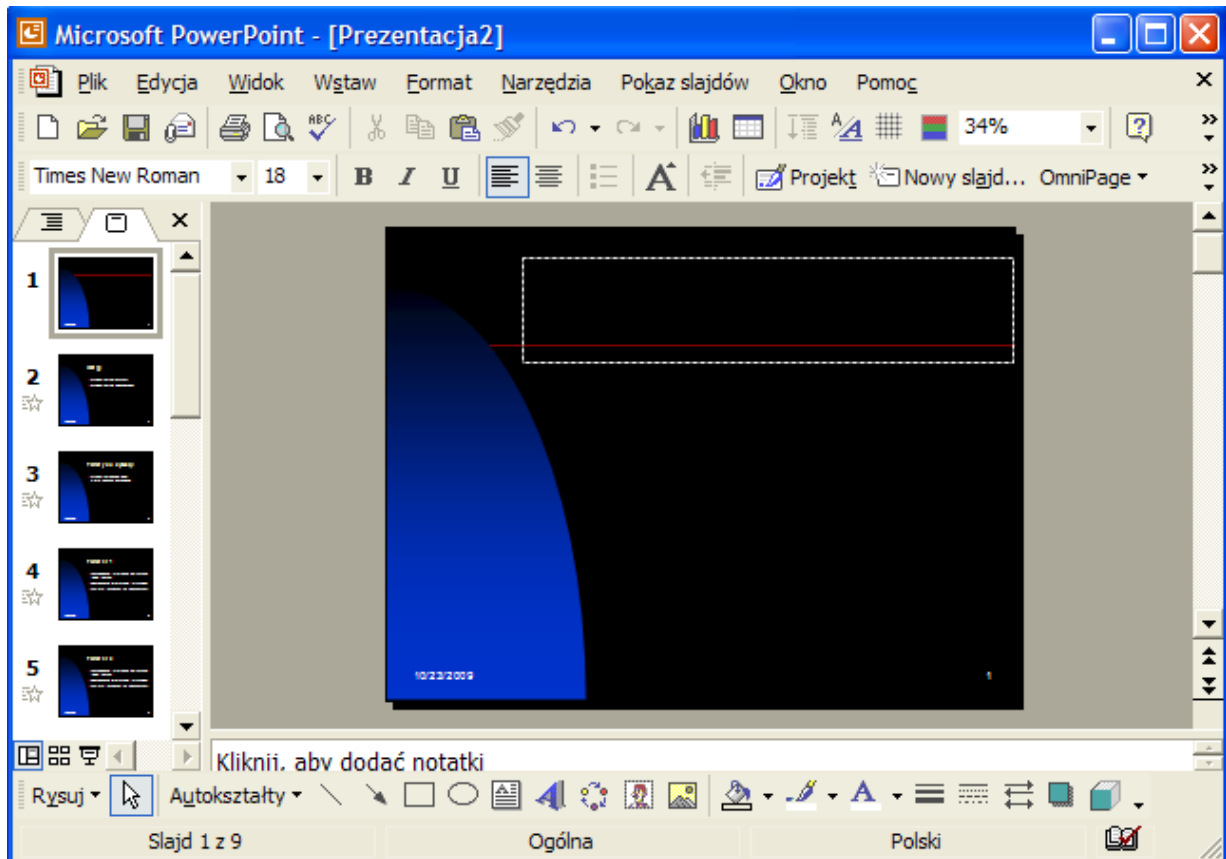 Microsoft PowerPoint - [Prezentacja2]
Plik Edycja Widok Wstaw Format Narzędzia Pokaz slajdów Okno Pomoc
ABC A 34%
Times New Roman 18 B I U A Projekt Nowy slajd... OmniPage
1
2
3
4
5
10/23/2009 1
Kliknij, aby dodać notatki
Rysuj Autokształty A A
Slajd 1 z 9 Ogólna Polski